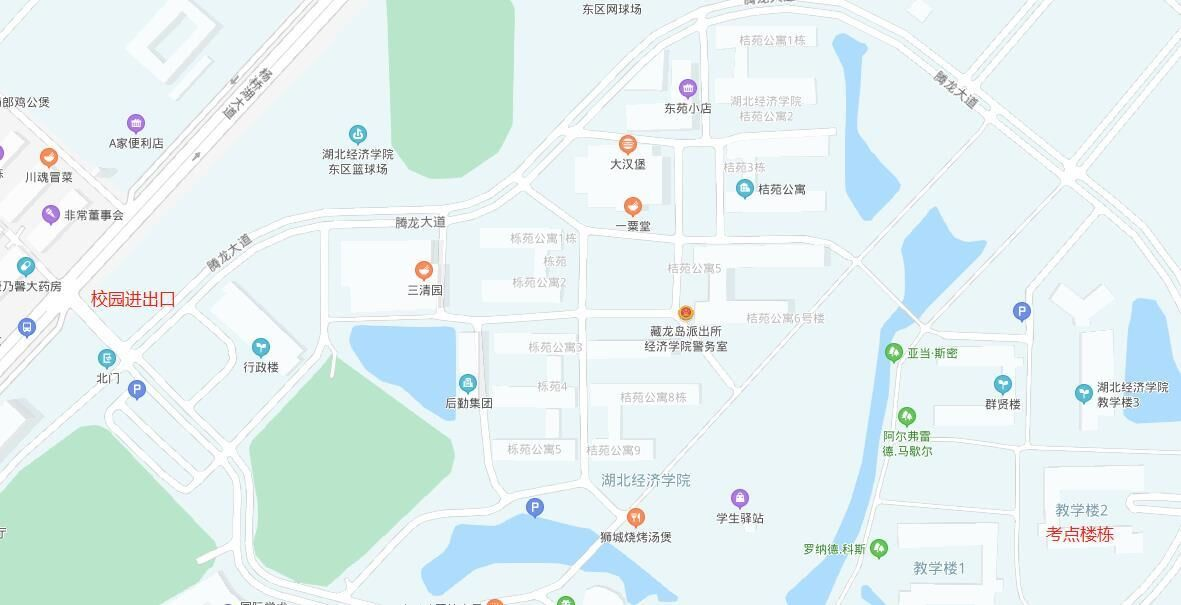 东区网球场
腾龙大道
桔苑公寓1栋
杨桥湖大道
腾龙大道
郎鸡公煲
东苑小店
湖北经济学院
桔苑公寓2
A家便利店
湖北经济学院
东区篮球场
大汉堡
桔苑3栋
川魂冒菜
桔苑公寓
非常董事会
腾龙大道
一粟堂
栎苑公寓1栋
腾龙大道
栎苑
桔苑公寓5
乃馨大药房
三清园
栎苑公寓2
校园进出口
P
桔苑公寓6号楼
藏龙岛派出所
经济学院警务室
行政楼
栎苑公寓3
亚当·斯密
北门
P
后勤集团
栎苑4
桔苑公寓8栋
群贤楼
湖北经济学院
教学楼3
阿尔弗雷
德.马歇尔
栎苑公寓5
桔苑公寓9
湖北经济学院
P
学生驿站
教学楼2
考点楼栋
狮城烧烤汤煲
厅
罗纳德.科斯
教学楼1